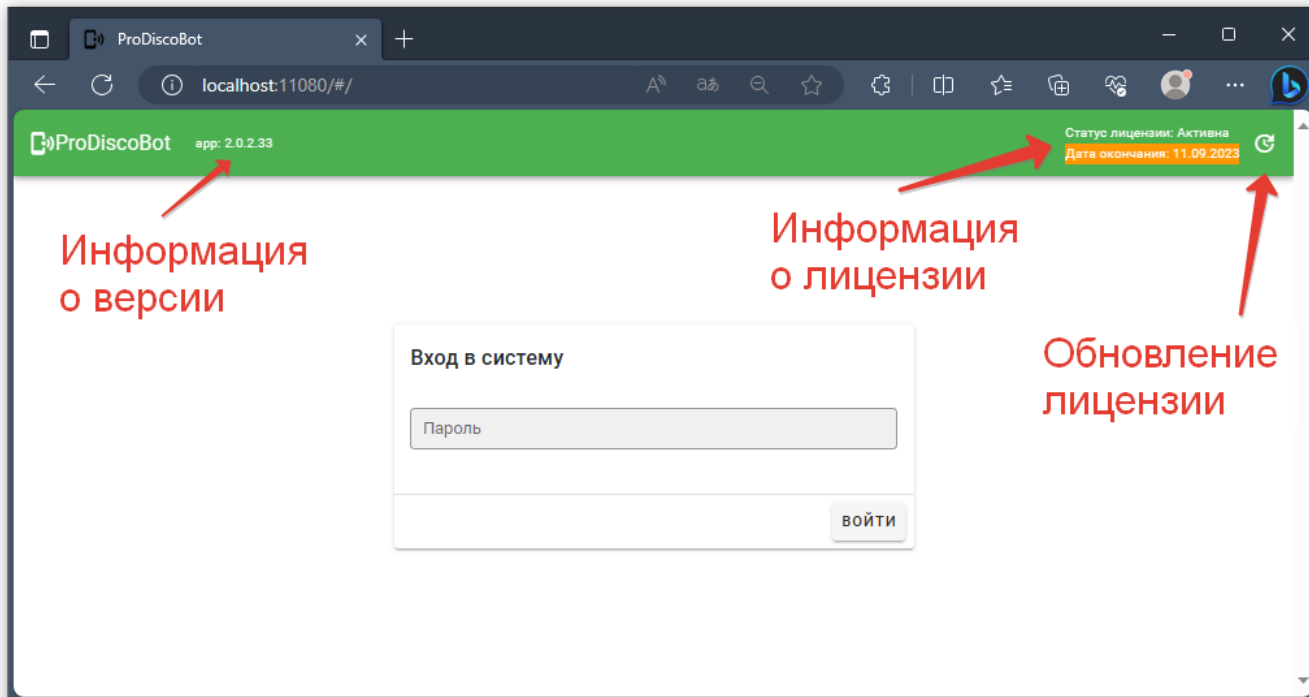 ProDiscoBot
localhost:11080/#/
ProDiscoBot app: 2.0.2.33
Статус лицензии: Активна
Дата окончания: 11.09.2023
Информация
о версии
Информация
о лицензии
Обновление
лицензии
Вход в систему
Пароль
ВОЙТИ